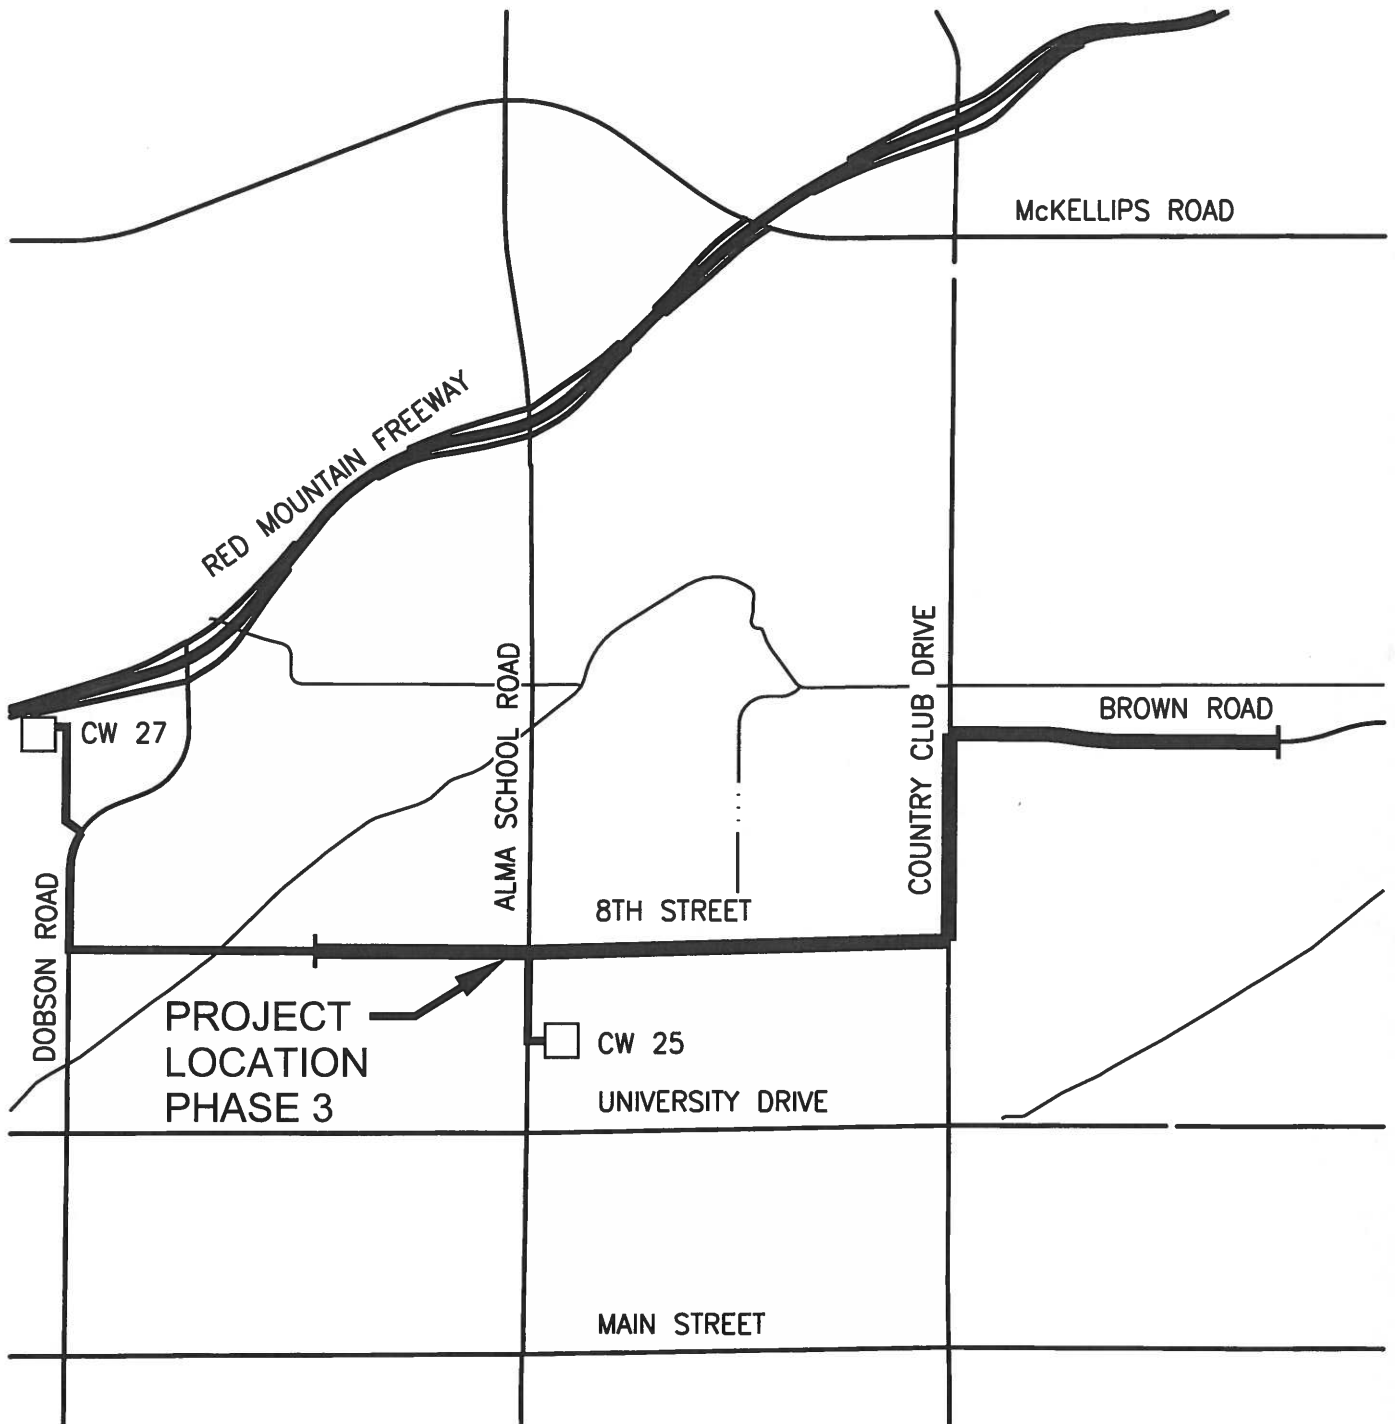 McKELLIPS ROAD
RED MOUNTAIN FREEWAY
ALMA SCHOOL ROAD
COUNTRY CLUB DRIVE
BROWN ROAD
CW 27
DOBSON ROAD
8TH STREET
PROJECT
LOCATION
PHASE 3
CW 25
UNIVERSITY DRIVE
MAIN STREET